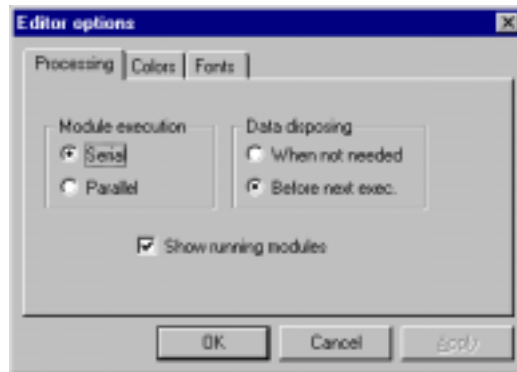 Editor options
Processing Colors Fonts
Module execution
Serial
Parallel
Data disposing
When not needed
Before next exec.
Show running modules
OK Cancel Apply